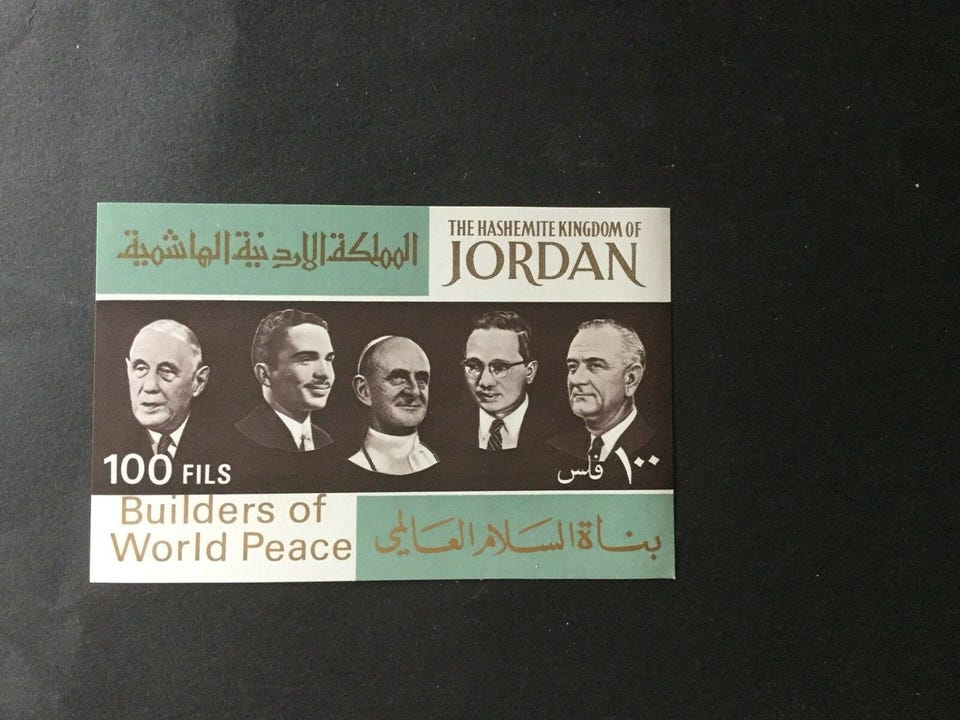 المملكة الاردنية الهاشمية
THE HASHEMITE KINGDOM OF
JORDAN
100 FILS
١٠٠ فلس
Builders of
World Peace
بناة السلام العالمي